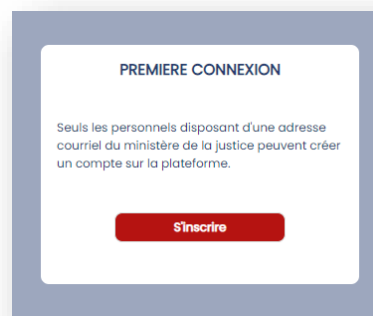 PREMIERE CONNEXION
Seuls les personnels disposant d'une adresse
courriel du ministère de la justice peuvent créer
un compte sur la plateforme.
S'inscrire